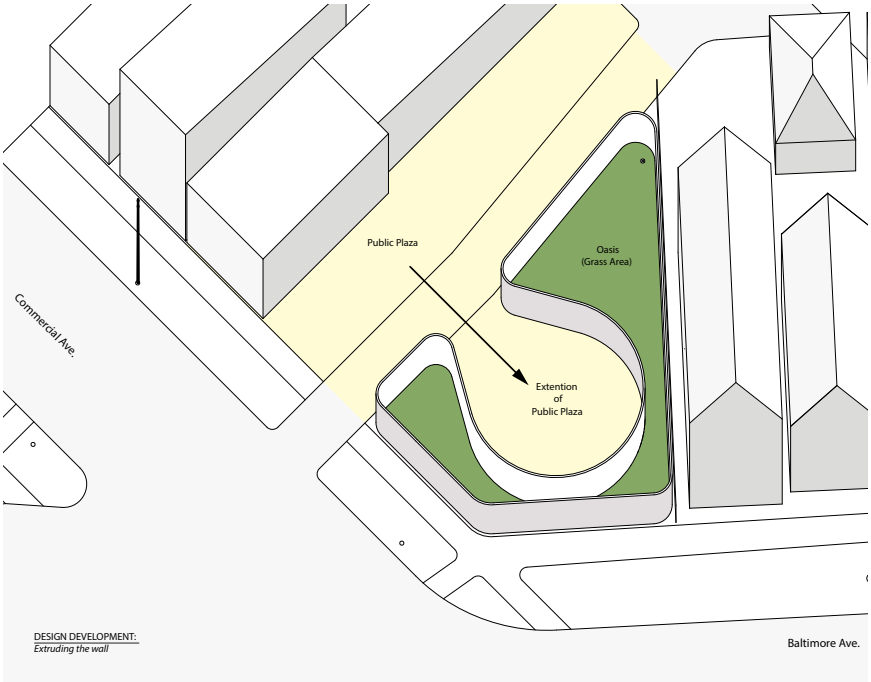 Public Plaza
Oasis
(Grass Area)
Commercial Ave.
Extention
of
Public Plaza
DESIGN DEVELOPMENT:
Extruding the wall
Baltimore Ave.